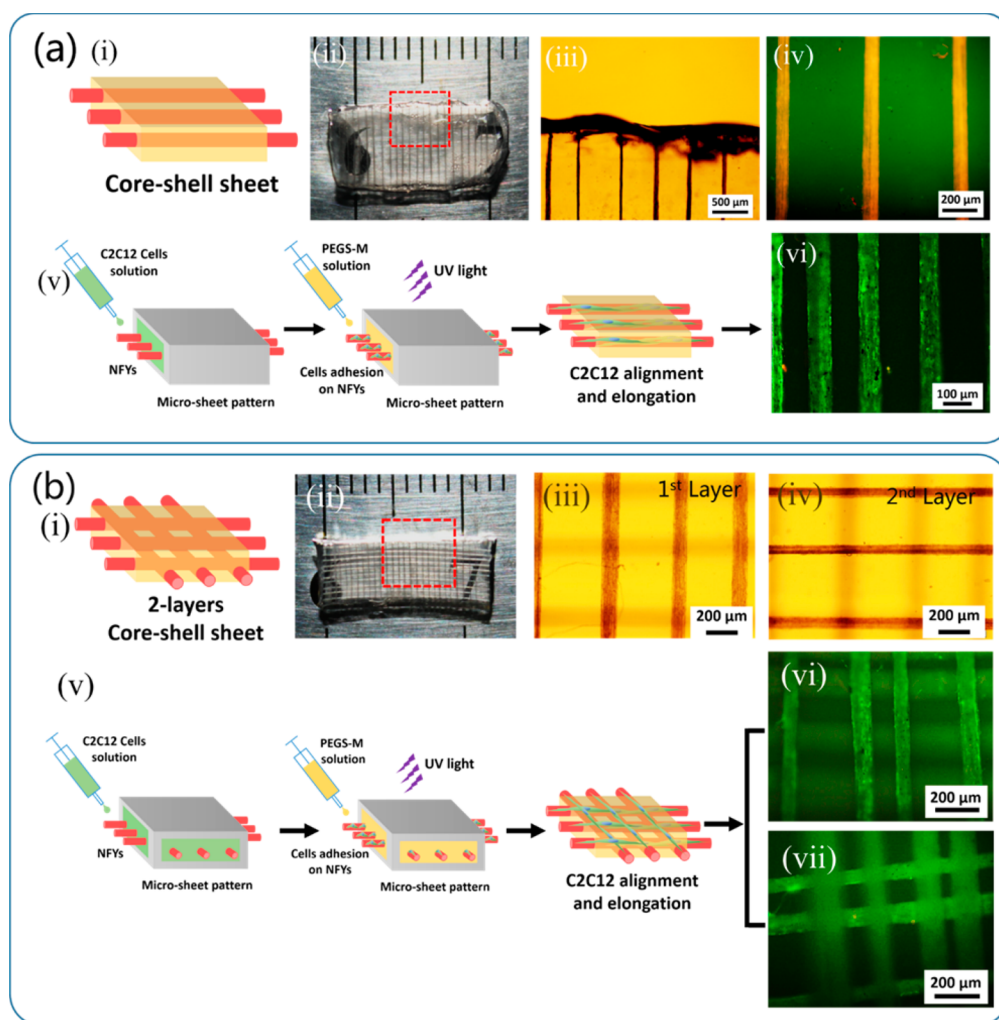 (a)
(i)
Core-shell sheet
(ii)
(iii)
500 µm
(iv)
200 µm
(v)
C2C12 Cells
solution
NFYs
Micro-sheet pattern
PEGS-M
solution
UV light
Cells adhesion
on NFYs
Micro-sheet pattern
C2C12 alignment
and elongation
(vi)
100 µm
(b)
(i)
2-layers
Core-shell sheet
(ii)
(iii)
1st Layer
200 µm
(iv)
2nd Layer
200 µm
(v)
C2C12 Cells
solution
NFYs
Micro-sheet pattern
PEGS-M
solution
UV light
Cells adhesion
on NFYs
Micro-sheet pattern
C2C12 alignment
and elongation
(vi)
200 µm
(vii)
200 µm